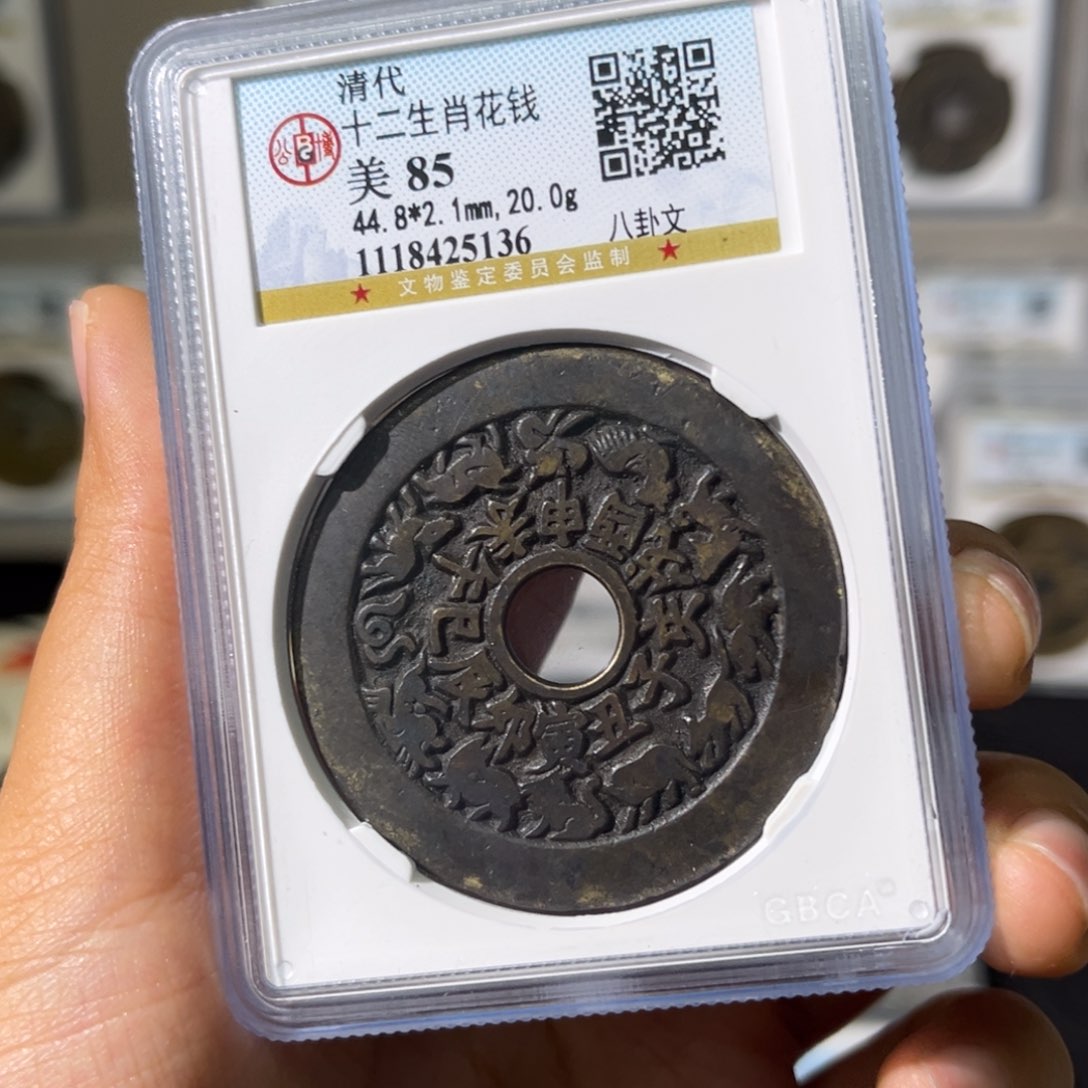 清代
十二生肖花钱
美 85
44.8*2.1mm, 20.0g
八卦文
1118425136
★ 文物鉴定委员会监制 ★
公博
子丑寅卯辰巳午未申酉戌亥
GBCA